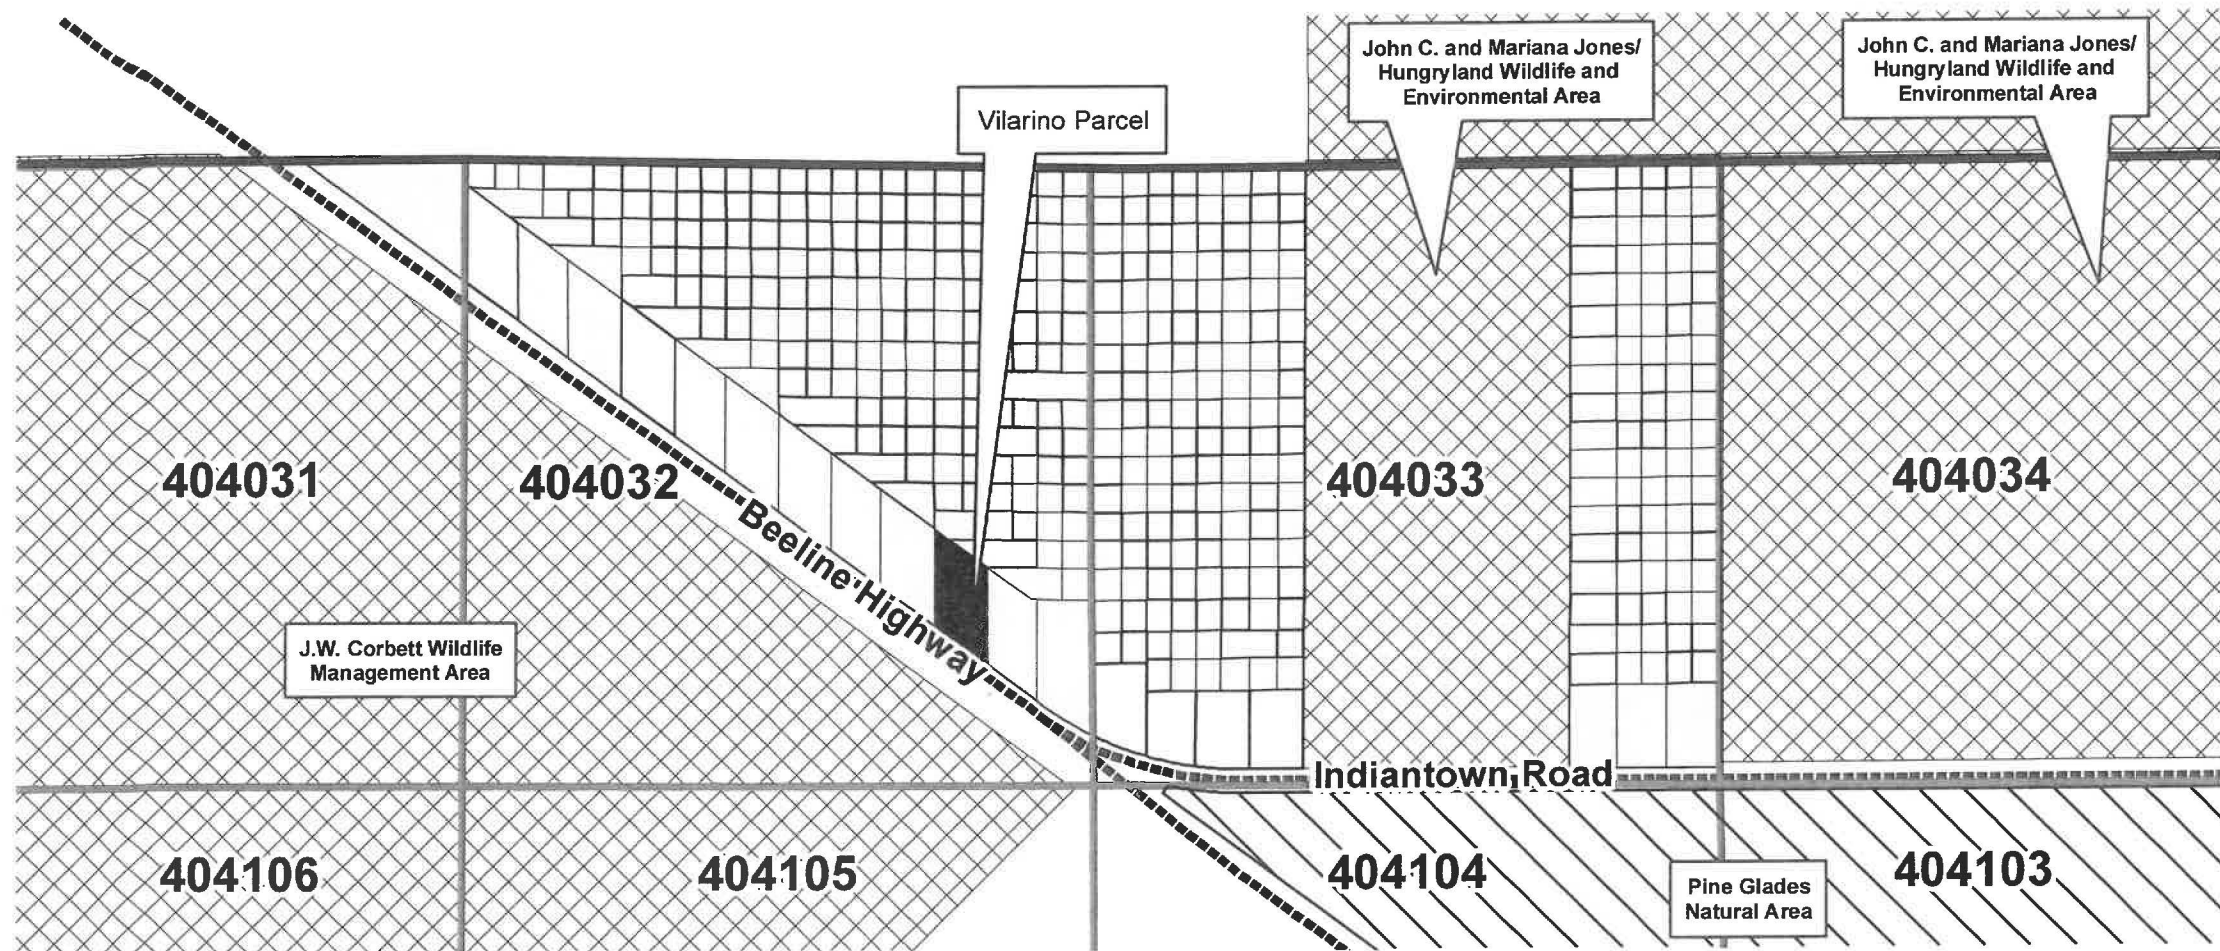 John C. and Mariana Jones/
Hungryland Wildlife and
Environmental Area
John C. and Mariana Jones/
Hungryland Wildlife and
Environmental Area
Vilarino Parcel
404031
404032
404033
404034
Beeline Highway
J.W. Corbett Wildlife
Management Area
Indiantown Road
404106
404105
404104
404103
Pine Glades
Natural Area